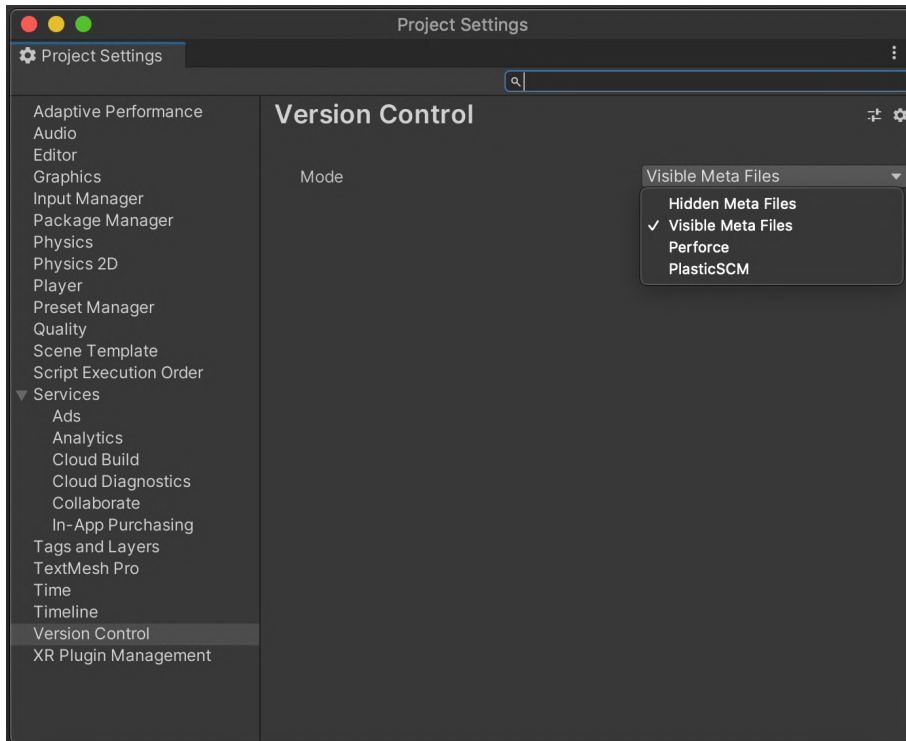 Project Settings
Project Settings
Adaptive Performance
Audio
Editor
Graphics
Input Manager
Package Manager
Physics
Physics 2D
Player
Preset Manager
Quality
Scene Template
Script Execution Order
Services
Ads
Analytics
Cloud Build
Cloud Diagnostics
Collaborate
In-App Purchasing
Tags and Layers
TextMesh Pro
Time
Timeline
Version Control
XR Plugin Management
Version Control
Mode
Visible Meta Files
Hidden Meta Files
Visible Meta Files
Perforce
PlasticSCM